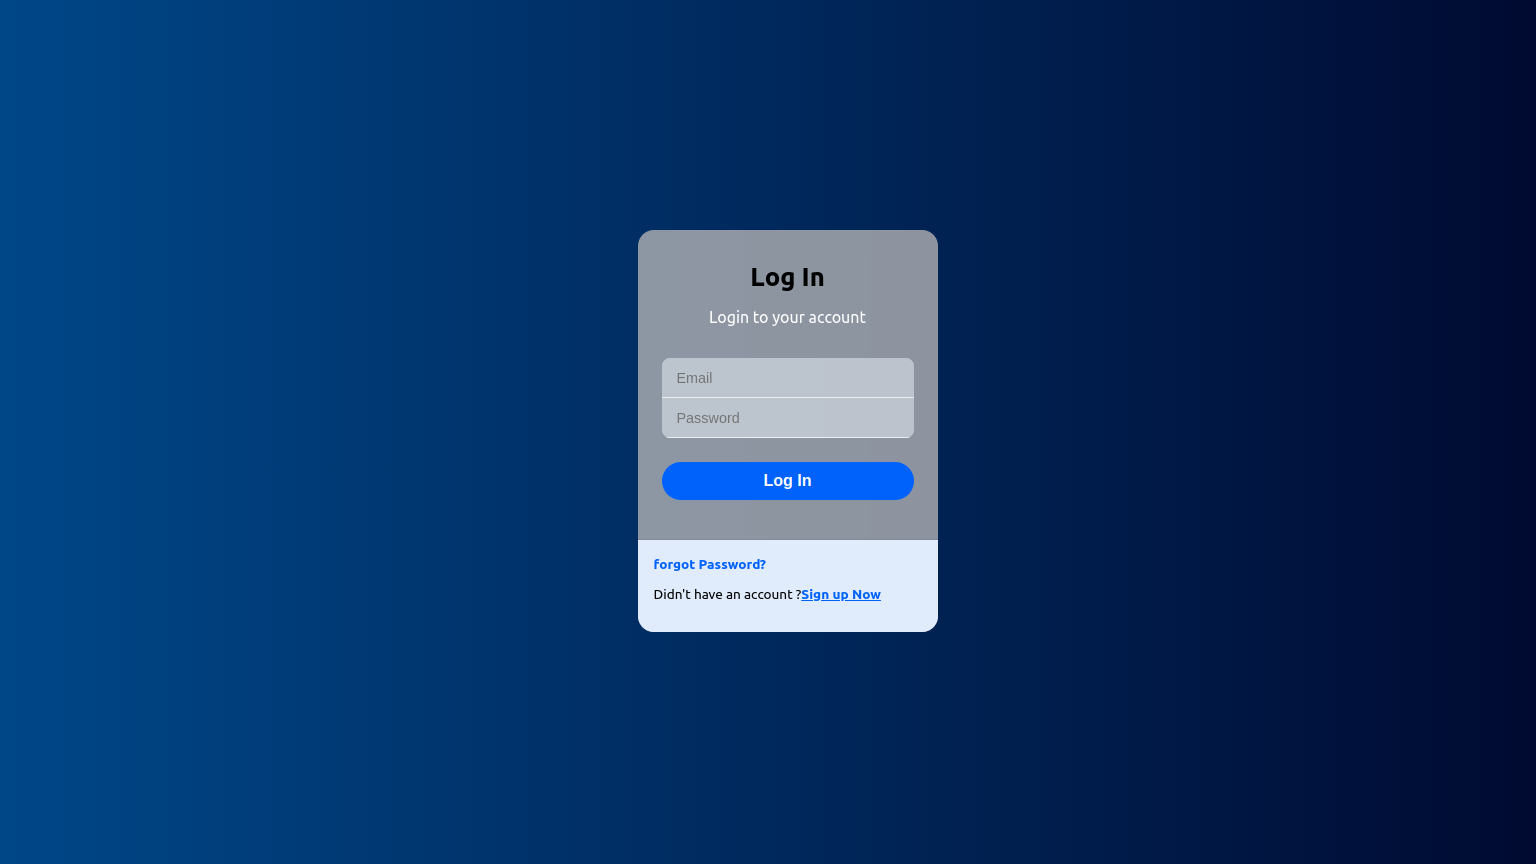 Log In
Login to your account
Email
Password
Log In
forgot Password?
Didn't have an account ?Sign up Now